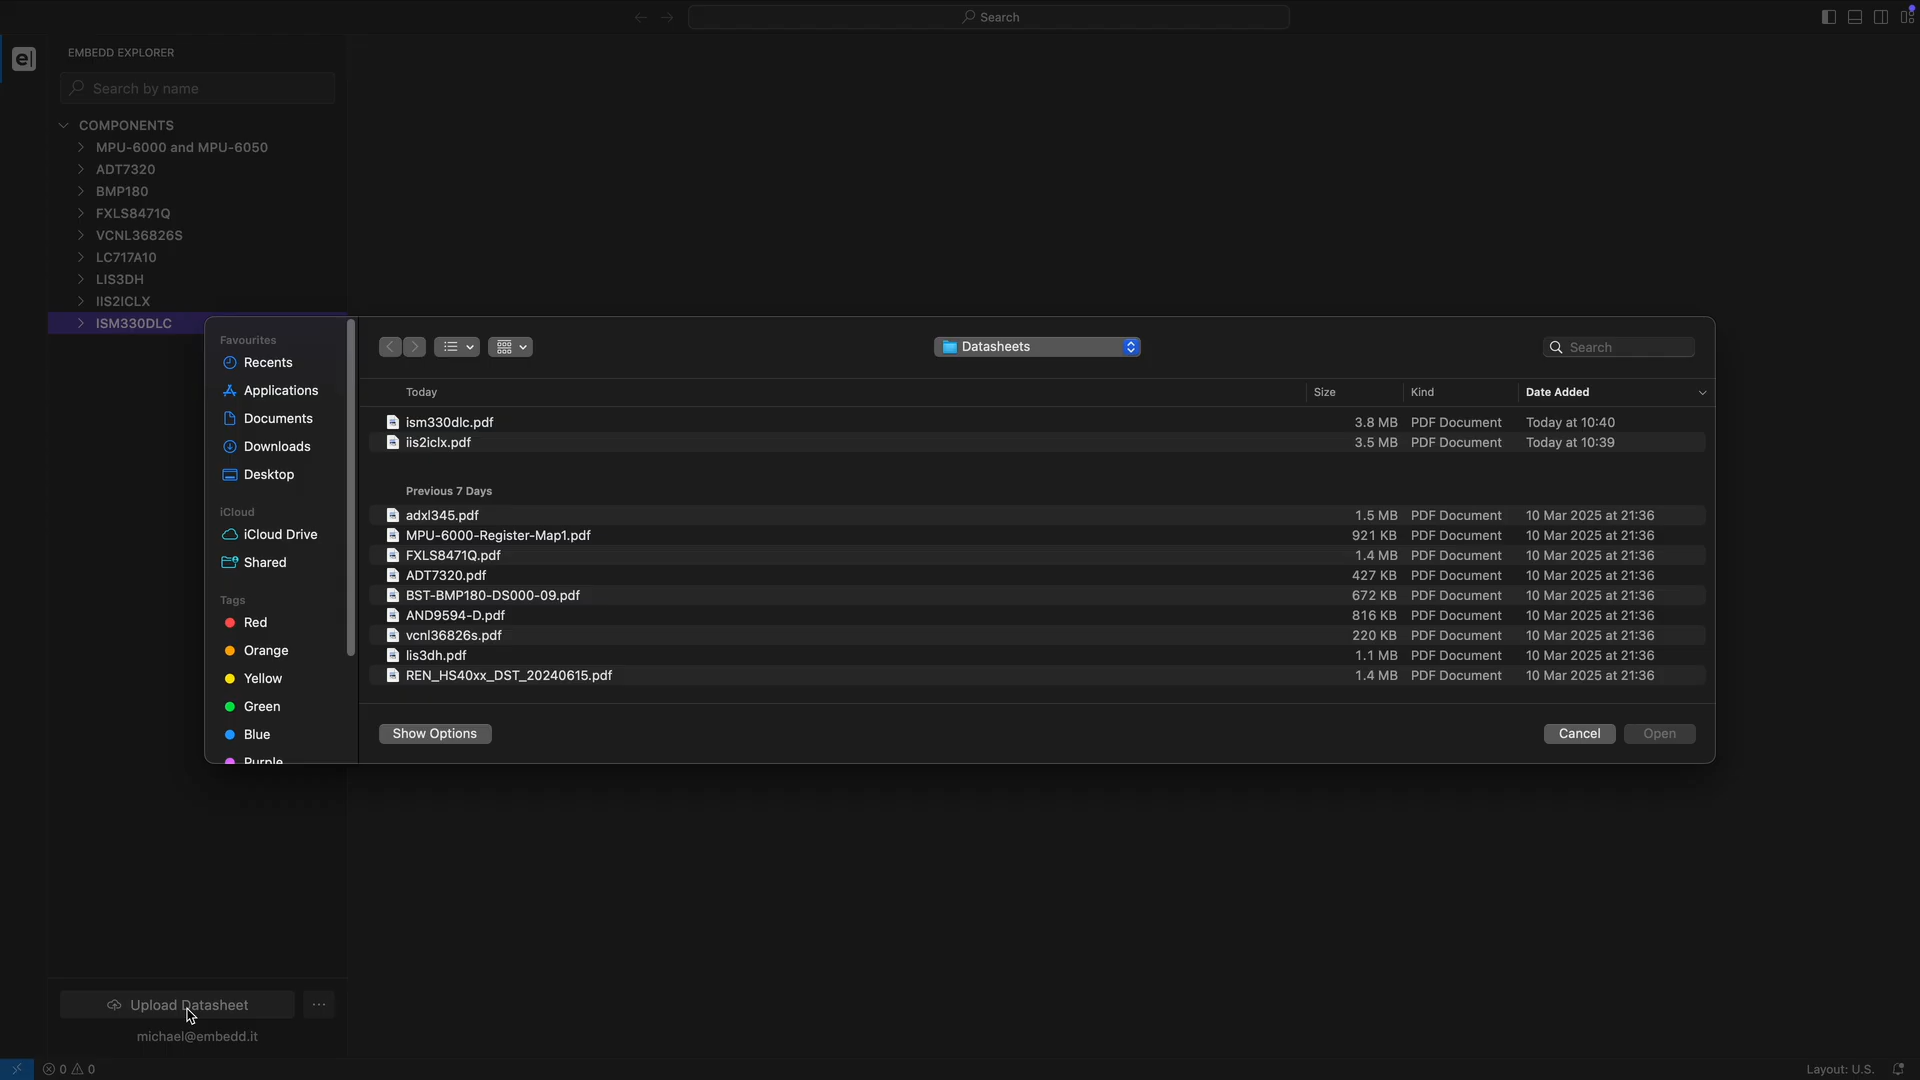 Search
e|
EMBEDD EXPLORER
Search by name
COMPONENTS
MPU-6000 and MPU-6050
ADT7320
BMP180
FXLS8471Q
VCNL36826S
LC717A10
LIS3DH
IIS2ICLX
ISM330DLC
Favourites
Recents
Applications
Documents
Downloads
Desktop
iCloud
iCloud Drive
Shared
Tags
Red
Orange
Yellow
Green
Blue
Purple
Datasheets
Search
Today Size Kind Date Added
ism330dlc.pdf 3.8 MB PDF Document Today at 10:40
iis2iclx.pdf 3.5 MB PDF Document Today at 10:39
Previous 7 Days
adxl345.pdf 1.5 MB PDF Document 10 Mar 2025 at 21:36
MPU-6000-Register-Map1.pdf 921 KB PDF Document 10 Mar 2025 at 21:36
FXLS8471Q.pdf 1.4 MB PDF Document 10 Mar 2025 at 21:36
ADT7320.pdf 427 KB PDF Document 10 Mar 2025 at 21:36
BST-BMP180-DS000-09.pdf 672 KB PDF Document 10 Mar 2025 at 21:36
AND9594-D.pdf 816 KB PDF Document 10 Mar 2025 at 21:36
vcnl36826s.pdf 220 KB PDF Document 10 Mar 2025 at 21:36
lis3dh.pdf 1.1 MB PDF Document 10 Mar 2025 at 21:36
REN_HS40xx_DST_20240615.pdf 1.4 MB PDF Document 10 Mar 2025 at 21:36
Show Options Cancel Open
Upload Datasheet
michael@embedd.it
0 0
Layout: U.S.